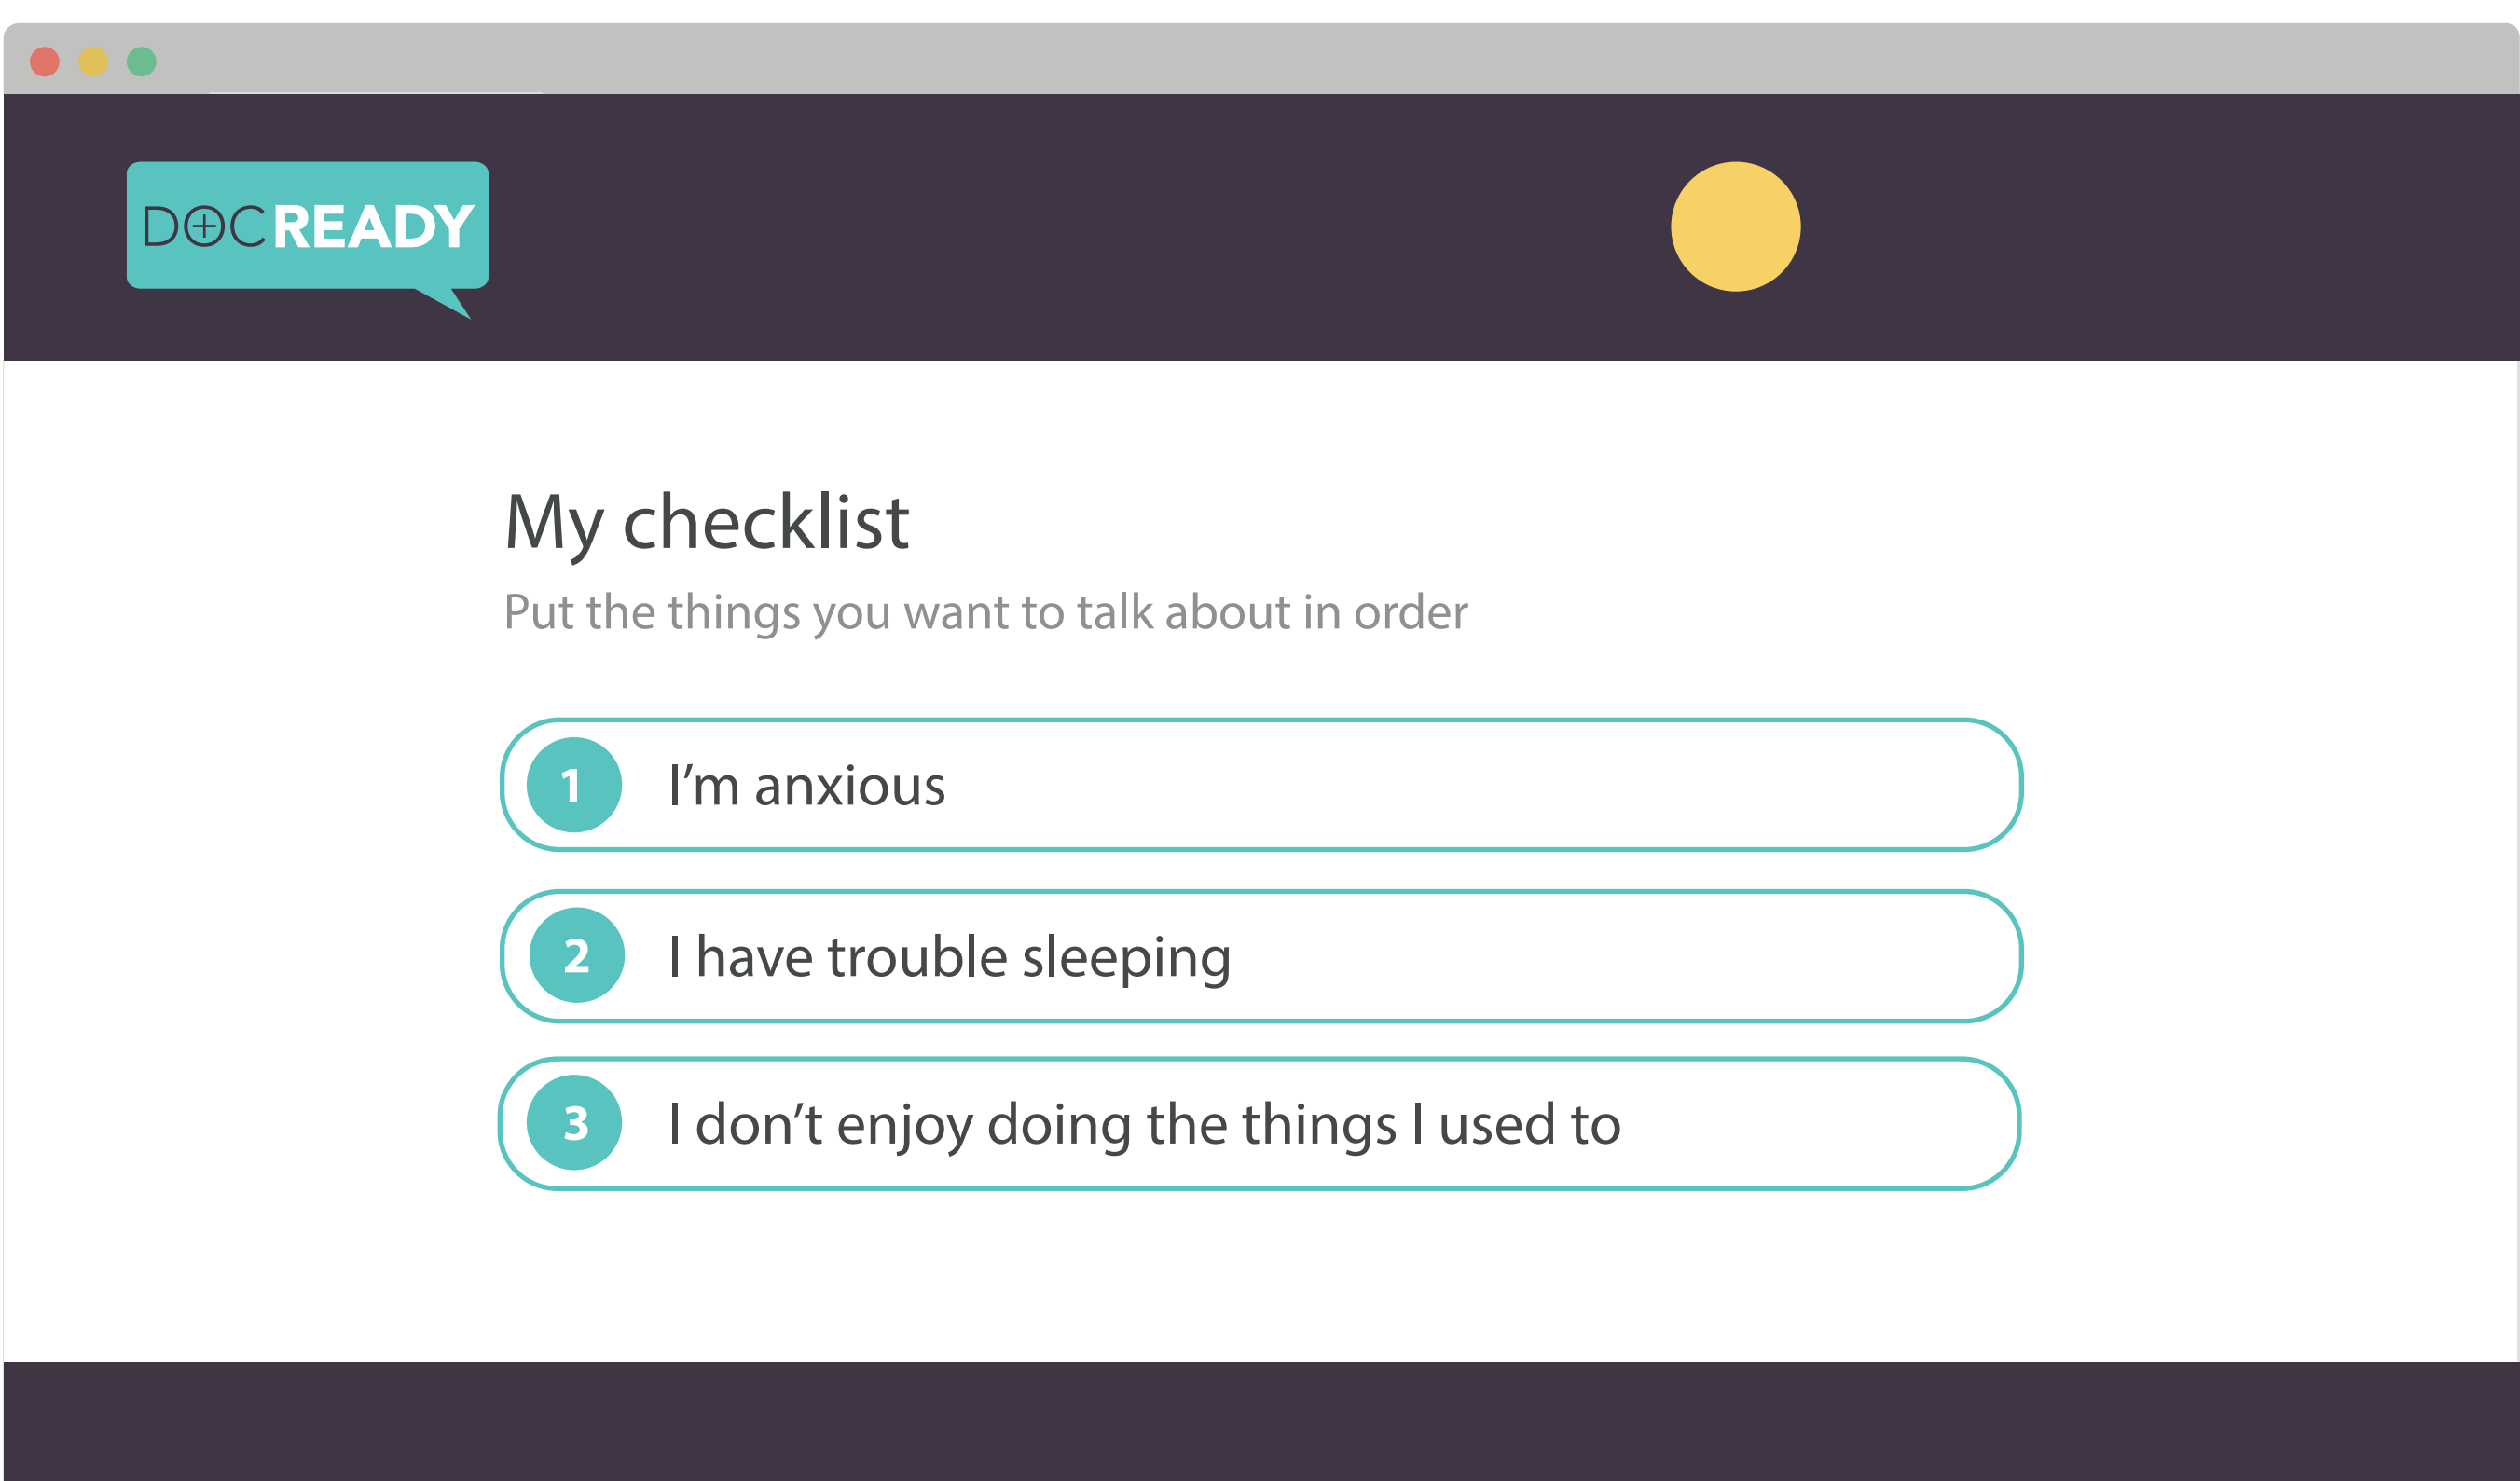 DOCREADY
My checklist
Put the things you want to talk about in order
1 I’m anxious
2 I have trouble sleeping
3 I don’t enjoy doing the things I used to